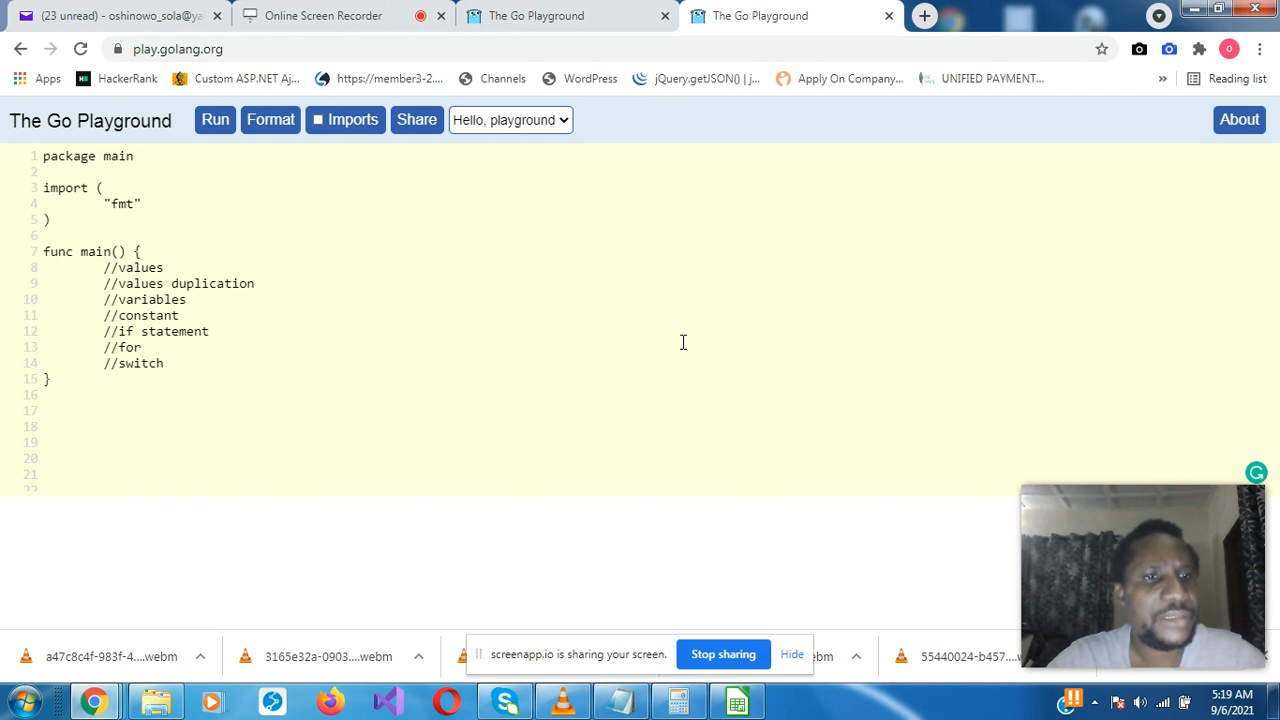 (23 unread) - oshinowo_sola@ya
Online Screen Recorder
The Go Playground
The Go Playground
play.golang.org
O
Apps
HackerRank
Custom ASP.NET Aj...
https://member3-2....
Channels
WordPress
jQuery.getJSON() | j...
Apply On Company...
UNIFIED PAYMENT...
»
Reading list
The Go Playground
Run
Format
Imports
Share
Hello, playground
About
1 package main
2
3 import (
4 "fmt"
5 )
6
7 func main() {
8 //values
9 //values duplication
10 //variables
11 //constant
12 //if statement
13 //for
14 //switch
15 }
16
17
18
19
20
21
22
a47c8c4f-983f-4....webm
3165e32a-0903....webm
screenapp.io is sharing your screen.
Stop sharing
Hide
bm
55440024-b457....w
5:19 AM
9/6/2021